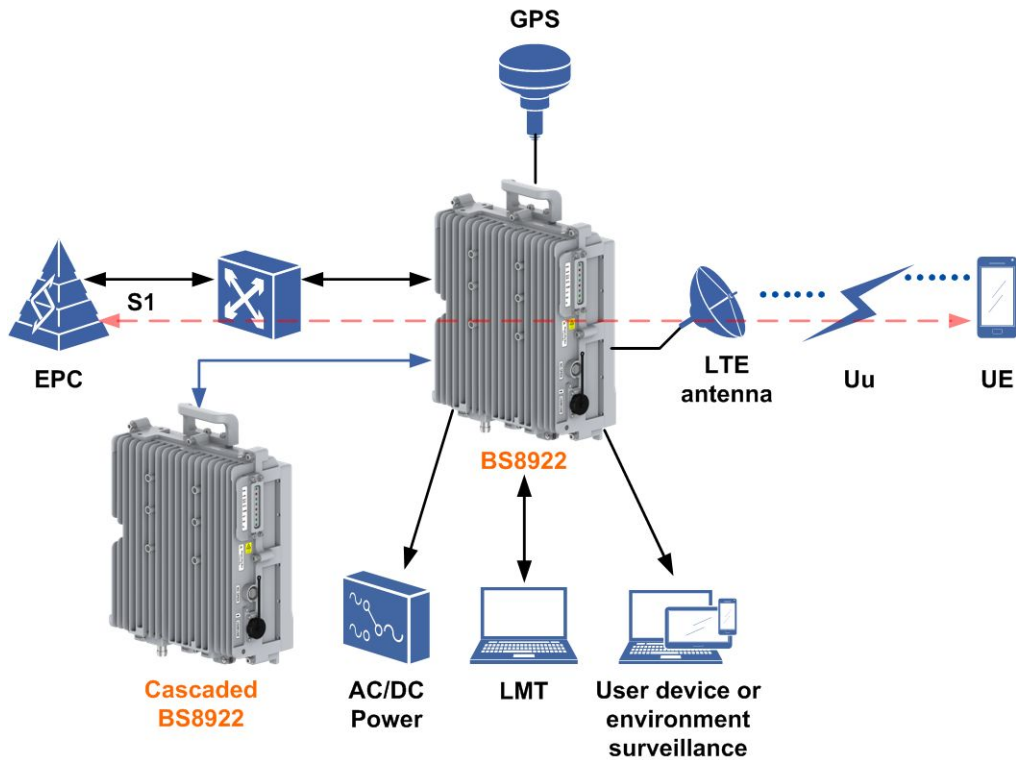 GPS
S1
EPC
LTE
antenna
Uu
UE
BS8922
Cascaded
BS8922
AC/DC
Power
LMT
User device or
environment
surveillance